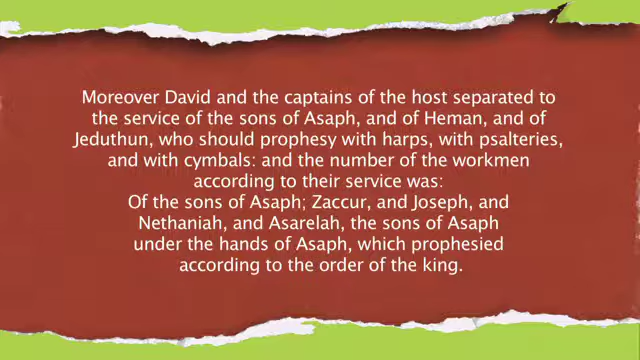 Moreover David and the captains of the host separated to
the service of the sons of Asaph, and of Heman, and of
Jeduthun, who should prophesy with harps, with psalteries,
and with cymbals: and the number of the workmen
according to their service was:
Of the sons of Asaph; Zaccur, and Joseph, and
Nethaniah, and Asarelah, the sons of Asaph
under the hands of Asaph, which prophesied
according to the order of the king.